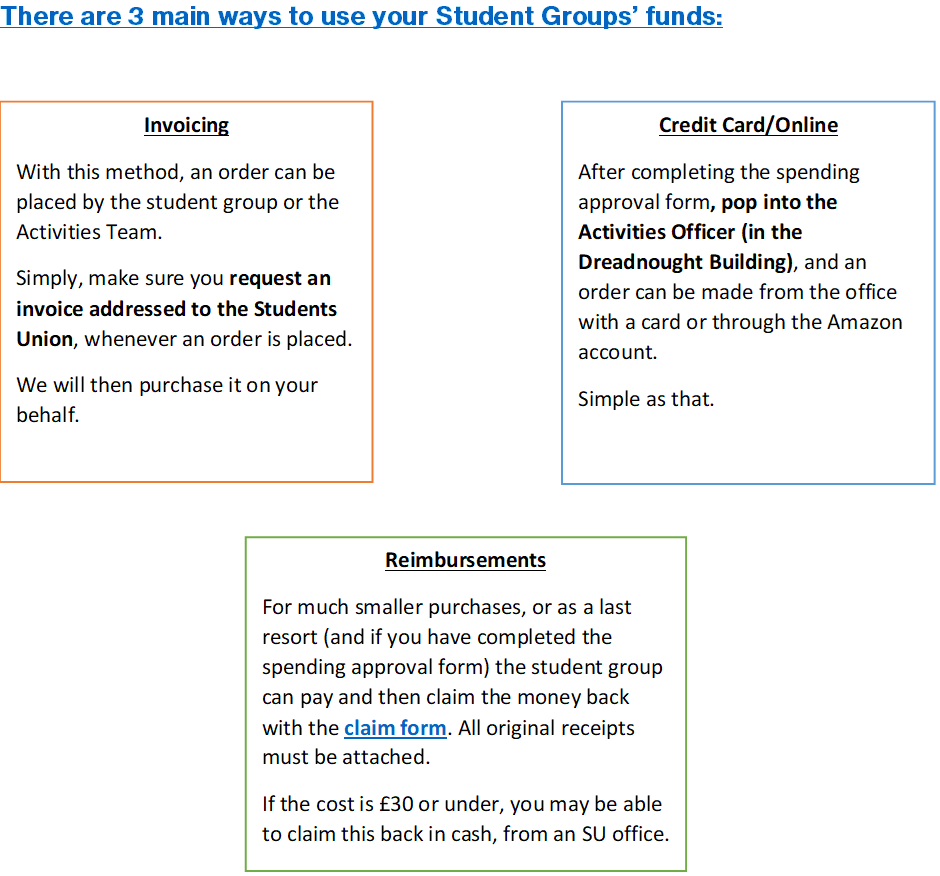 There are 3 main ways to use your Student Groups’ funds:
Invoicing
With this method, an order can be
placed by the student group or the
Activities Team.
Simply, make sure you request an
invoice addressed to the Students
Union, whenever an order is placed.
We will then purchase it on your
behalf.
Credit Card/Online
After completing the spending
approval form, pop into the
Activities Officer (in the
Dreadnought Building), and an
order can be made from the office
with a card or through the Amazon
account.
Simple as that.
Reimbursements
For much smaller purchases, or as a last
resort (and if you have completed the
spending approval form) the student group
can pay and then claim the money back
with the claim form. All original receipts
must be attached.
If the cost is £30 or under, you may be able
to claim this back in cash, from an SU office.